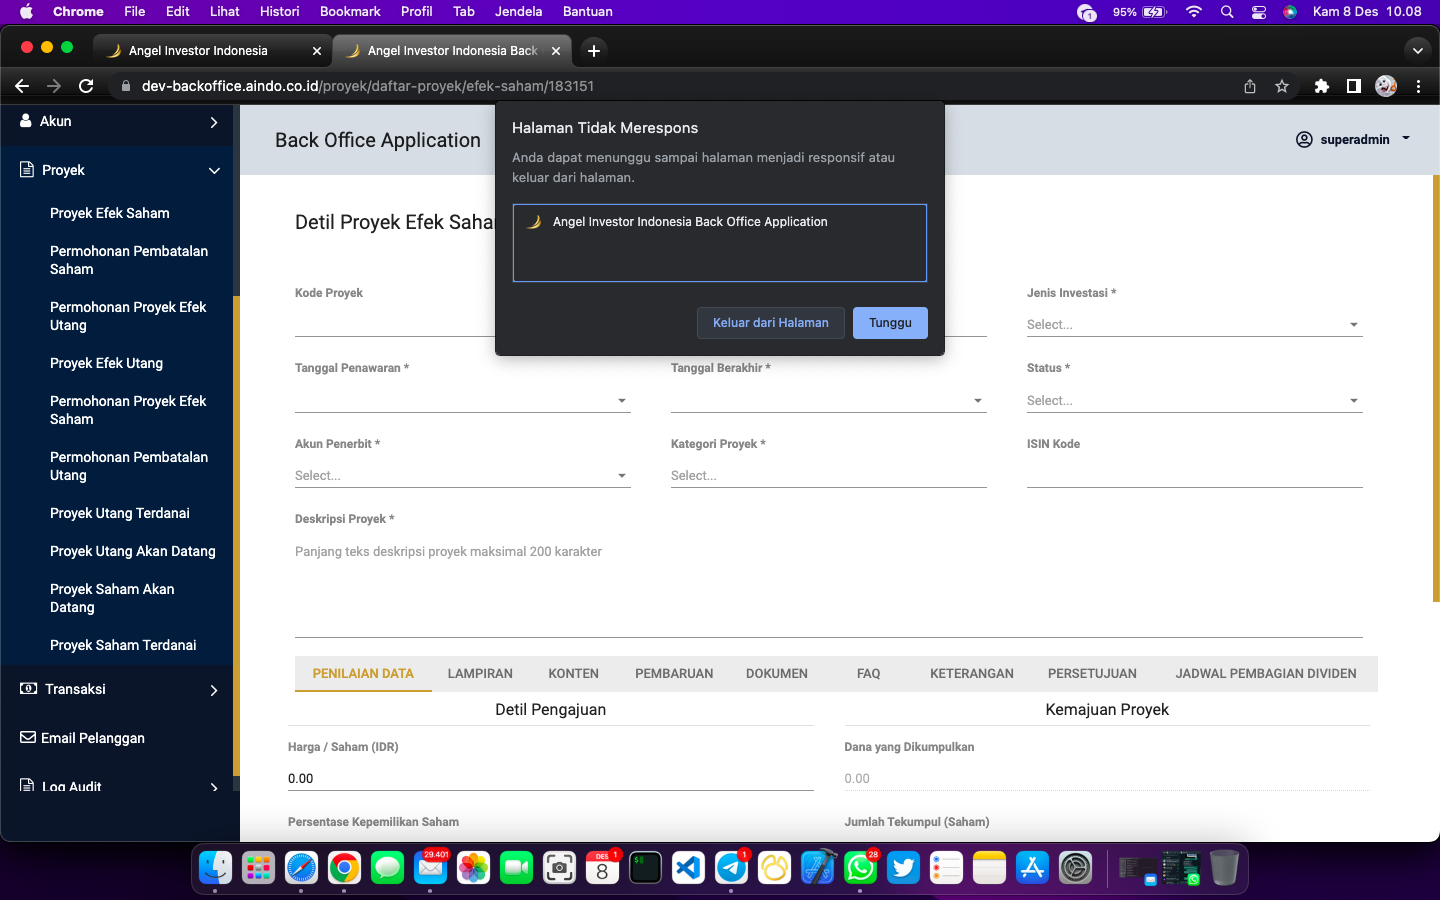 Chrome File Edit Lihat Histori Bookmark Profil Tab Jendela Bantuan
1 95% Kam 8 Des 10.08
Angel Investor Indonesia
Angel Investor Indonesia Back
dev-backoffice.aindo.co.id/proyek/daftar-proyek/efek-saham/183151
Akun
Proyek
Proyek Efek Saham
Permohonan Pembatalan
Saham
Permohonan Proyek Efek
Utang
Proyek Efek Utang
Permohonan Proyek Efek
Saham
Permohonan Pembatalan
Utang
Proyek Utang Terdanai
Proyek Utang Akan Datang
Proyek Saham Akan
Datang
Proyek Saham Terdanai
Transaksi
Email Pelanggan
Log Audit
Back Office Application
superadmin
Halaman Tidak Merespons
Anda dapat menunggu sampai halaman menjadi responsif atau
keluar dari halaman.
Angel Investor Indonesia Back Office Application
Keluar dari Halaman
Tunggu
Detil Proyek Efek Saha
Kode Proyek
Jenis Investasi *
Select...
Tanggal Penawaran *
Tanggal Berakhir *
Status *
Select...
Akun Penerbit *
Select...
Kategori Proyek *
Select...
ISIN Kode
Deskripsi Proyek *
Panjang teks deskripsi proyek maksimal 200 karakter
PENILAIAN DATA LAMPIRAN KONTEN PEMBARUAN DOKUMEN FAQ KETERANGAN PERSETUJUAN JADWAL PEMBAGIAN DIVIDEN
Detil Pengajuan
Kemajuan Proyek
Harga / Saham (IDR)
0.00
Dana yang Dikumpulkan
0.00
Persentase Kepemilikan Saham
Jumlah Tekumpul (Saham)
29.401
DES
8
1
$
1
28